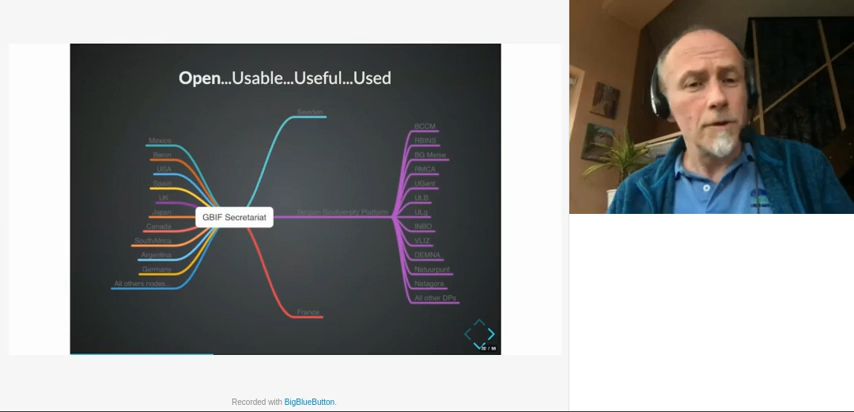 Open...Usable...Useful...Used
Sweden
Mexico
Benin
USA
UK
Japan
Canada
SouthAfrica
Argentina
Germany
All others nodes...
GBIF Secretariat
Belgian Biodiversity Platform
BCCM
RBINS
BG Meise
RMCA
UGent
ULB
ULg
INBO
VLIZ
DEMNA
Natuurpunt
Natagora
All other DPs
France
Recorded with BigBlueButton.